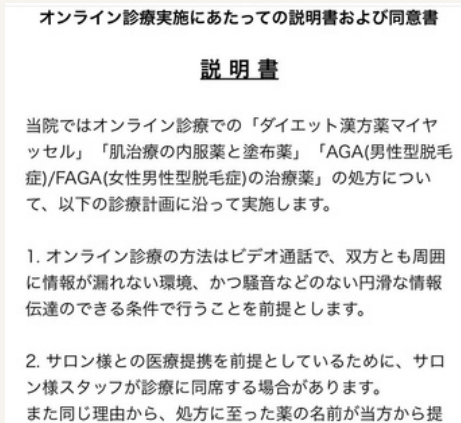 オンライン診療実施にあたっての説明書および同意書
説 明 書
当院ではオンライン診療での「ダイエット漢方薬マイヤ
ッセル」「肌治療の内服薬と塗布薬」「AGA(男性型脱毛
症)/FAGA(女性男性型脱毛症)の治療薬」の処方につい
て、以下の診療計画に沿って実施します。
1. オンライン診療の方法はビデオ通話で、双方とも周囲
に情報が漏れない環境、かつ騒音などのない円滑な情報
伝達のできる条件で行うことを前提とします。
2. サロン様との医療提携を前提としているために、サロ
ン様スタッフが診療に同席する場合があります。
また同じ理由から、処方に至った薬の名前が当方から提